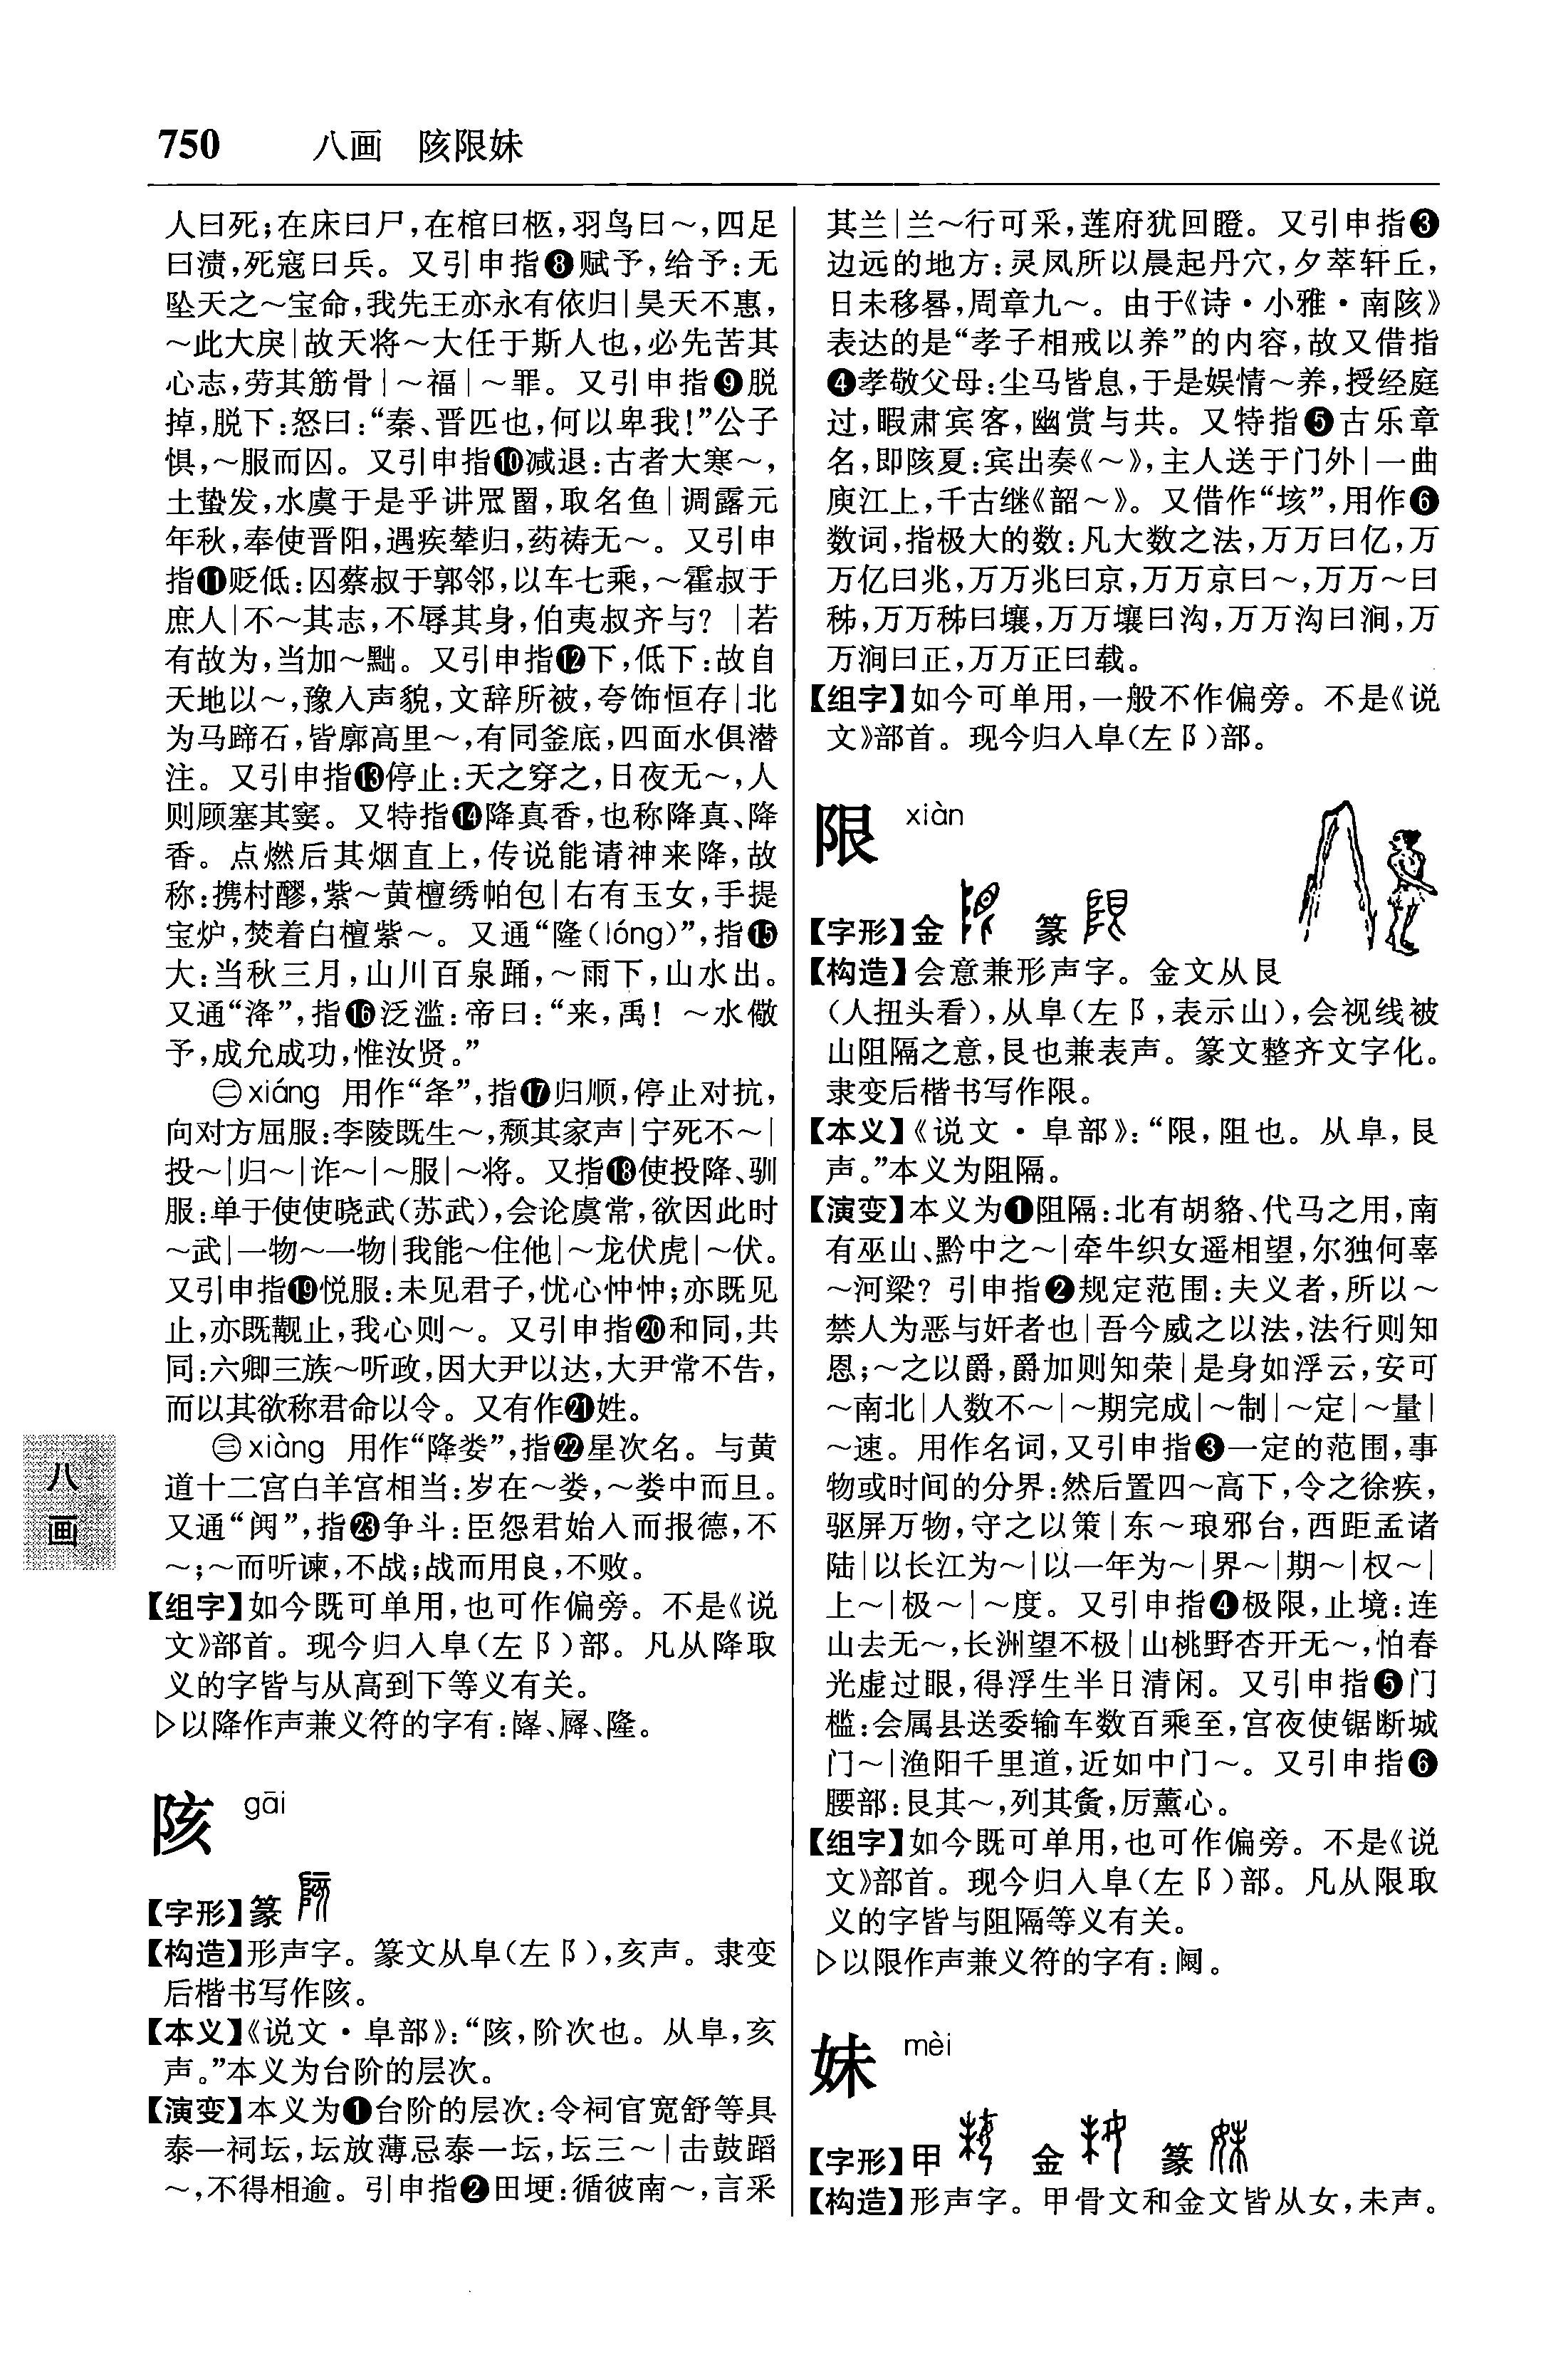 750 八画 陔限妹
人曰死;在床曰尸,在棺曰柩,羽鸟曰～,四足
曰渍,死寇曰兵。又引申指❽赋予,给予:无
坠天之～宝命,我先王亦永有依归|昊天不惠,
～此大戾|故天将～大任于斯人也,必先苦其
心志,劳其筋骨|～福|～罪。又引申指❾脱
掉,脱下:怒曰:“秦、晋匹也,何以卑我!”公子
惧,～服而囚。又引申指❿减退:古者大寒～,
土蛰发,水虞于是乎讲罛罶,取名鱼|调露元
年秋,奉使晋阳,遇疾辇归,药祷无～。又引申
指⓫贬低:囚蔡叔于郭邻,以车七乘,～霍叔于
庶人|不～其志,不辱其身,伯夷叔齐与?|若
有故为,当加～黜。又引申指⓬下,低下:故自
天地以～,豫入声貌,文辞所被,夸饰恒存|北
为马蹄石,皆廓高里～,有同釜底,四面水俱潜
注。又引申指⓭停止:天之穿之,日夜无～,人
则顾塞其窦。又特指⓮降真香,也称降真、降
香。点燃后其烟直上,传说能请神来降,故
称:携村醪,紫～黄檀绣帕包|右有玉女,手提
宝炉,焚着白檀紫～。又通“隆(lóng)”,指⓯
大:当秋三月,山川百泉踊,～雨下,山水出。
又通“洚”,指⓰泛滥:帝曰:“来,禹!～水儆
予,成允成功,惟汝贤。”
㊁xiáng 用作“夅”,指⓱归顺,停止对抗,
向对方屈服:李陵既生～,颓其家声|宁死不～|
投～|归～|诈～|～服|～将。又指⓲使投降、驯
服:单于使使晓武(苏武),会论虞常,欲因此时
～武|一物～一物|我能～住他|～龙伏虎|～伏。
又引申指⓳悦服:未见君子,忧心忡忡;亦既见
止,亦既觏止,我心则～。又引申指⓴和同,共
同:六卿三族～听政,因大尹以达,大尹常不告,
而以其欲称君命以令。又有作㉑姓。
㊂xiàng 用作“降娄”,指㉒星次名。与黄
道十二宫白羊宫相当:岁在～娄,～娄中而旦。
又通“阋”,指㉓争斗:臣怨君始入而报德,不
～;～而听谏,不战;战而用良,不败。
【组字】如今既可单用,也可作偏旁。不是《说
文》部首。现今归入阜(左阝)部。凡从降取
义的字皆与从高到下等义有关。
▷以降作声兼义符的字有:㟄、㕔、隆。
陔 gāi
【字形】篆
【构造】形声字。篆文从阜(左阝),亥声。隶变
后楷书写作陔。
【本义】《说文·阜部》:“陔,阶次也。从阜,亥
声。”本义为台阶的层次。
【演变】本义为❶台阶的层次:令祠官宽舒等具
泰一祠坛,坛放薄忌泰一坛,坛三～|击鼓蹈
～,不得相逾。引申指❷田埂:循彼南～,言采
其兰|兰～行可采,莲府犹回瞪。又引申指❸
边远的地方:灵凤所以晨起丹穴,夕萃轩丘,
日未移晷,周章九～。由于《诗·小雅·南陔》
表达的是“孝子相戒以养”的内容,故又借指
❹孝敬父母:尘马皆息,于是娱情～养,授经庭
过,暇肃宾客,幽赏与共。又特指❺古乐章
名,即陔夏:宾出奏《～》,主人送于门外|一曲
庾江上,千古继《韶～》。又借作“垓”,用作❻
数词,指极大的数:凡大数之法,万万曰亿,万
万亿曰兆,万万兆曰京,万万京曰～,万万～曰
秭,万万秭曰壤,万万壤曰沟,万万沟曰涧,万
万涧曰正,万万正曰载。
【组字】如今可单用,一般不作偏旁。不是《说
文》部首。现今归入阜(左阝)部。
限 xiàn
【字形】金 篆
【构造】会意兼形声字。金文从艮
(人扭头看),从阜(左阝,表示山),会视线被
山阻隔之意,艮也兼表声。篆文整齐文字化。
隶变后楷书写作限。
【本义】《说文·阜部》:“限,阻也。从阜,艮
声。”本义为阻隔。
【演变】本义为❶阻隔:北有胡貉、代马之用,南
有巫山、黔中之～|牵牛织女遥相望,尔独何辜
～河梁?引申指❷规定范围:夫义者,所以～
禁人为恶与奸者也|吾今威之以法,法行则知
恩;～之以爵,爵加则知荣|是身如浮云,安可
～南北|人数不～|～期完成|～制|～定|～量|
～速。用作名词,又引申指❸一定的范围,事
物或时间的分界:然后置四～高下,令之徐疾,
驱屏万物,守之以策|东～琅邪台,西距孟诸
陆|以长江为～|以一年为～|界～|期～|权～|
上～|极～|～度。又引申指❹极限,止境:连
山去无～,长洲望不极|山桃野杏开无～,怕春
光虚过眼,得浮生半日清闲。又引申指❺门
槛:会属县送委输车数百乘至,宫夜使锯断城
门～|渔阳千里道,近如中门～。又引申指❻
腰部:艮其～,列其夤,厉薰心。
【组字】如今既可单用,也可作偏旁。不是《说
文》部首。现今归入阜(左阝)部。凡从限取
义的字皆与阻隔等义有关。
▷以限作声兼义符的字有:阌。
妹 mèi
【字形】甲 金 篆
【构造】形声字。甲骨文和金文皆从女,未声。
八
画